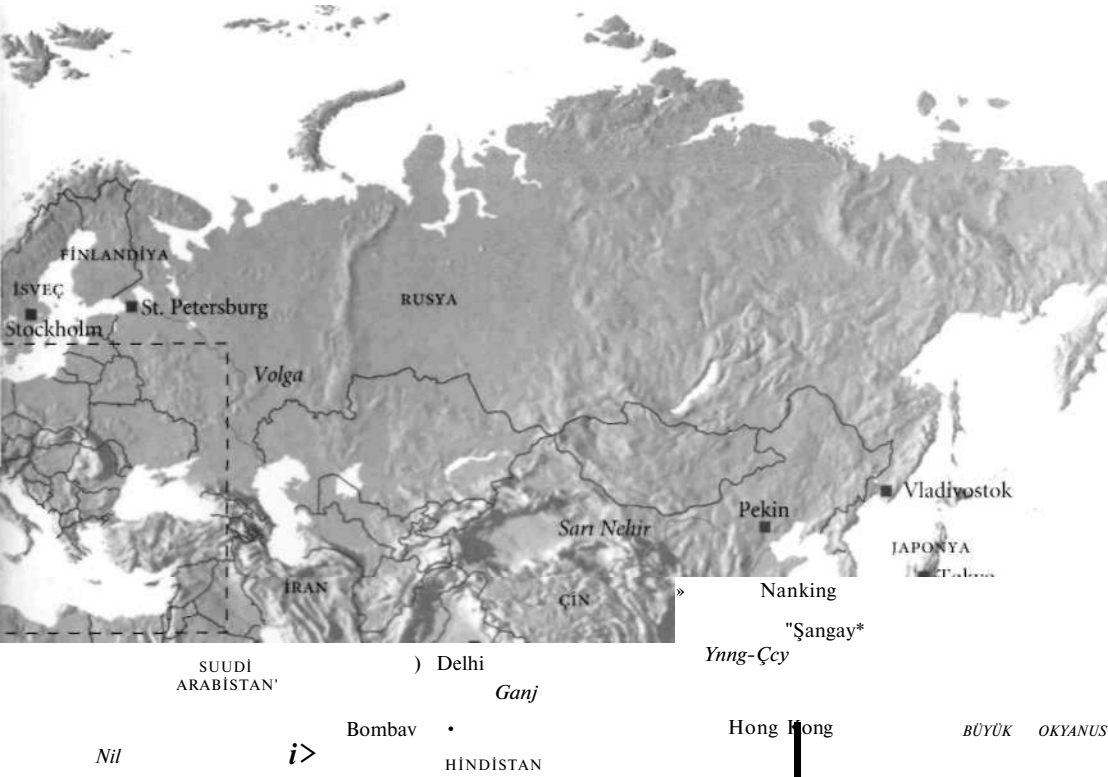 FİNLANDİYA
İSVEÇ
St. Petersburg
RUSYA
Stockholm
Volga
Vladivostok
Pekin
Sarı Nehir
JAPONYA
Tokyo
İRAN
ÇİN
» Nanking
"Şangay*
Ynng-Çcy
SUUDİ
ARABİSTAN'
) Delhi
Ganj
Bombav •
Hong Kong
BÜYÜK OKYANUS
Nil
i>
HİNDİSTAN